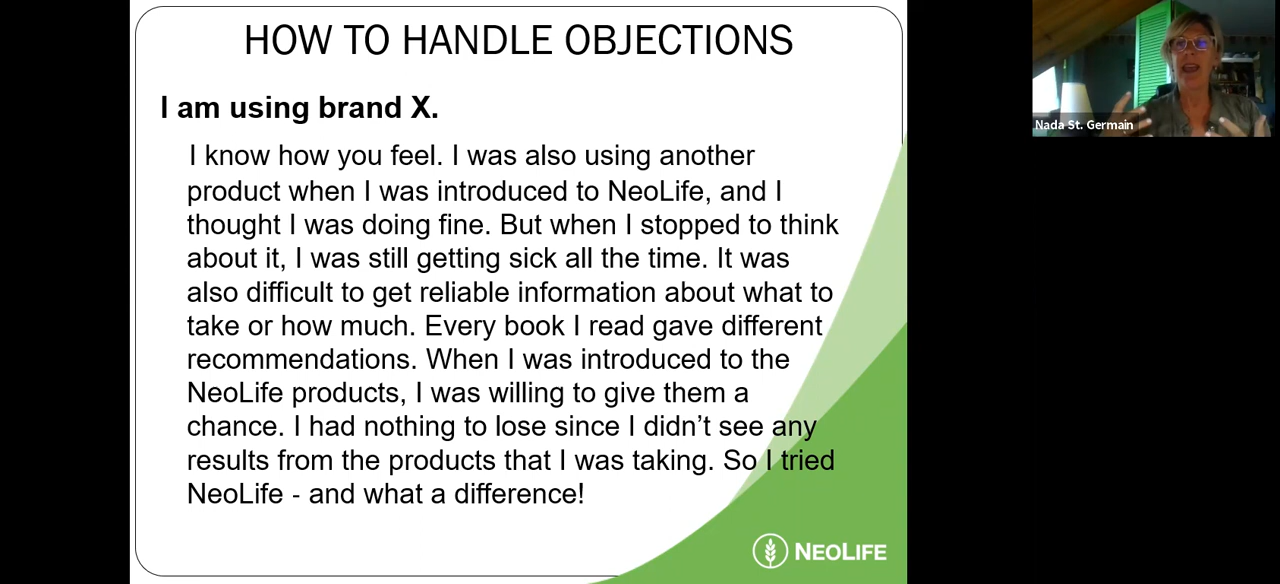 HOW TO HANDLE OBJECTIONS
I am using brand X.
I know how you feel. I was also using another
product when I was introduced to NeoLife, and I
thought I was doing fine. But when I stopped to think
about it, I was still getting sick all the time. It was
also difficult to get reliable information about what to
take or how much. Every book I read gave different
recommendations. When I was introduced to the
NeoLife products, I was willing to give them a
chance. I had nothing to lose since I didn’t see any
results from the products that I was taking. So I tried
NeoLife - and what a difference!
NEOLIFE
Nada St. Germain